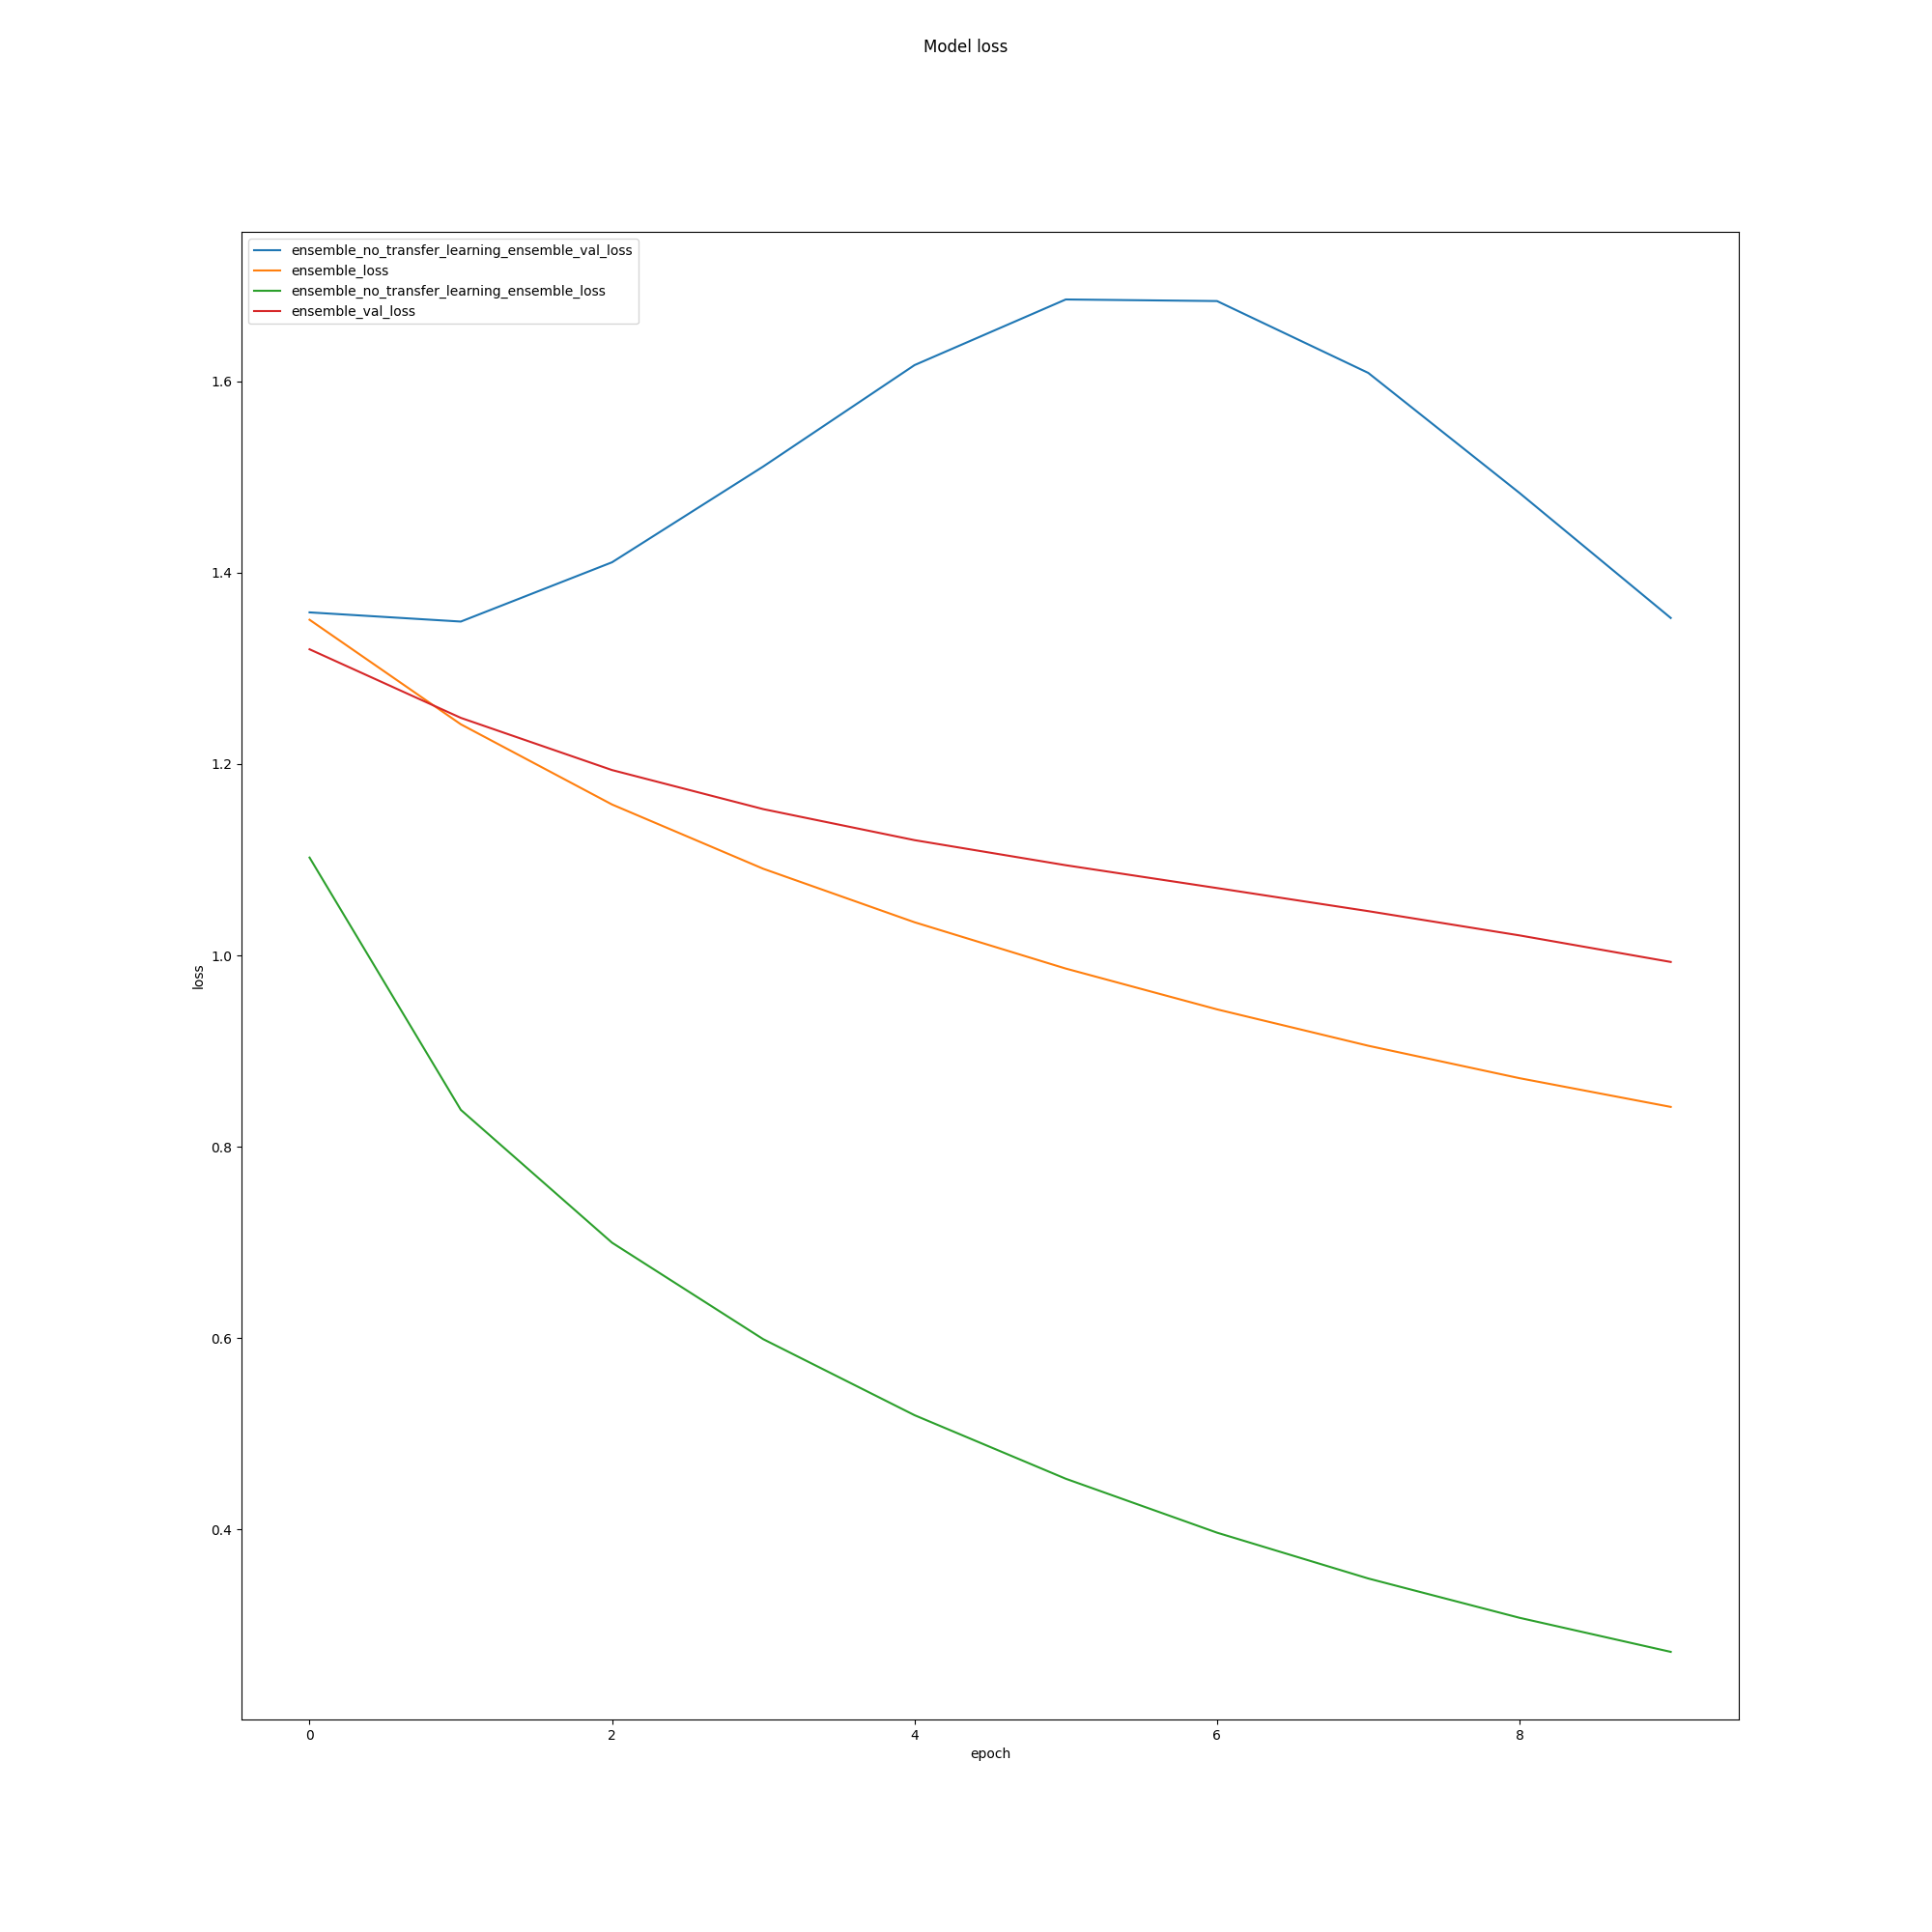 Model loss
ensemble_no_transfer_learning_ensemble_val_loss
ensemble_loss
ensemble_no_transfer_learning_ensemble_loss
ensemble_val_loss
1.6
1.4
1.2
1.0
0.8
0.6
0.4
loss
0 2 4 6 8
epoch